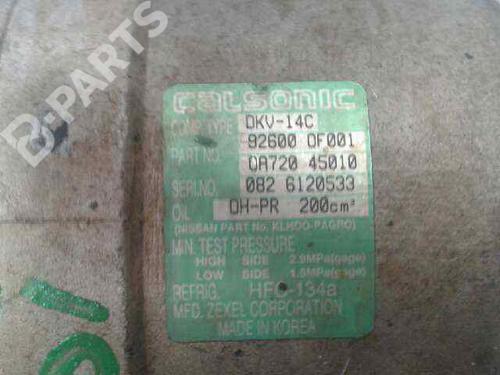 B-PARTS
calsonic
COMP. TYPE DKV-14C
92600 0F001
PART NO. 0A720 45010
SERI.NO. 082 6120533
OIL DH-PR 200cm³
(NISSAN PART No. KLHOO-PAGRO)
MIN. TEST PRESSURE
HIGH SIDE 2.9MPa(gage)
LOW SIDE 1.5MPa(gage)
REFRIG. HFC-134a
MFD. ZEXEL CORPORATION
MADE IN KOREA